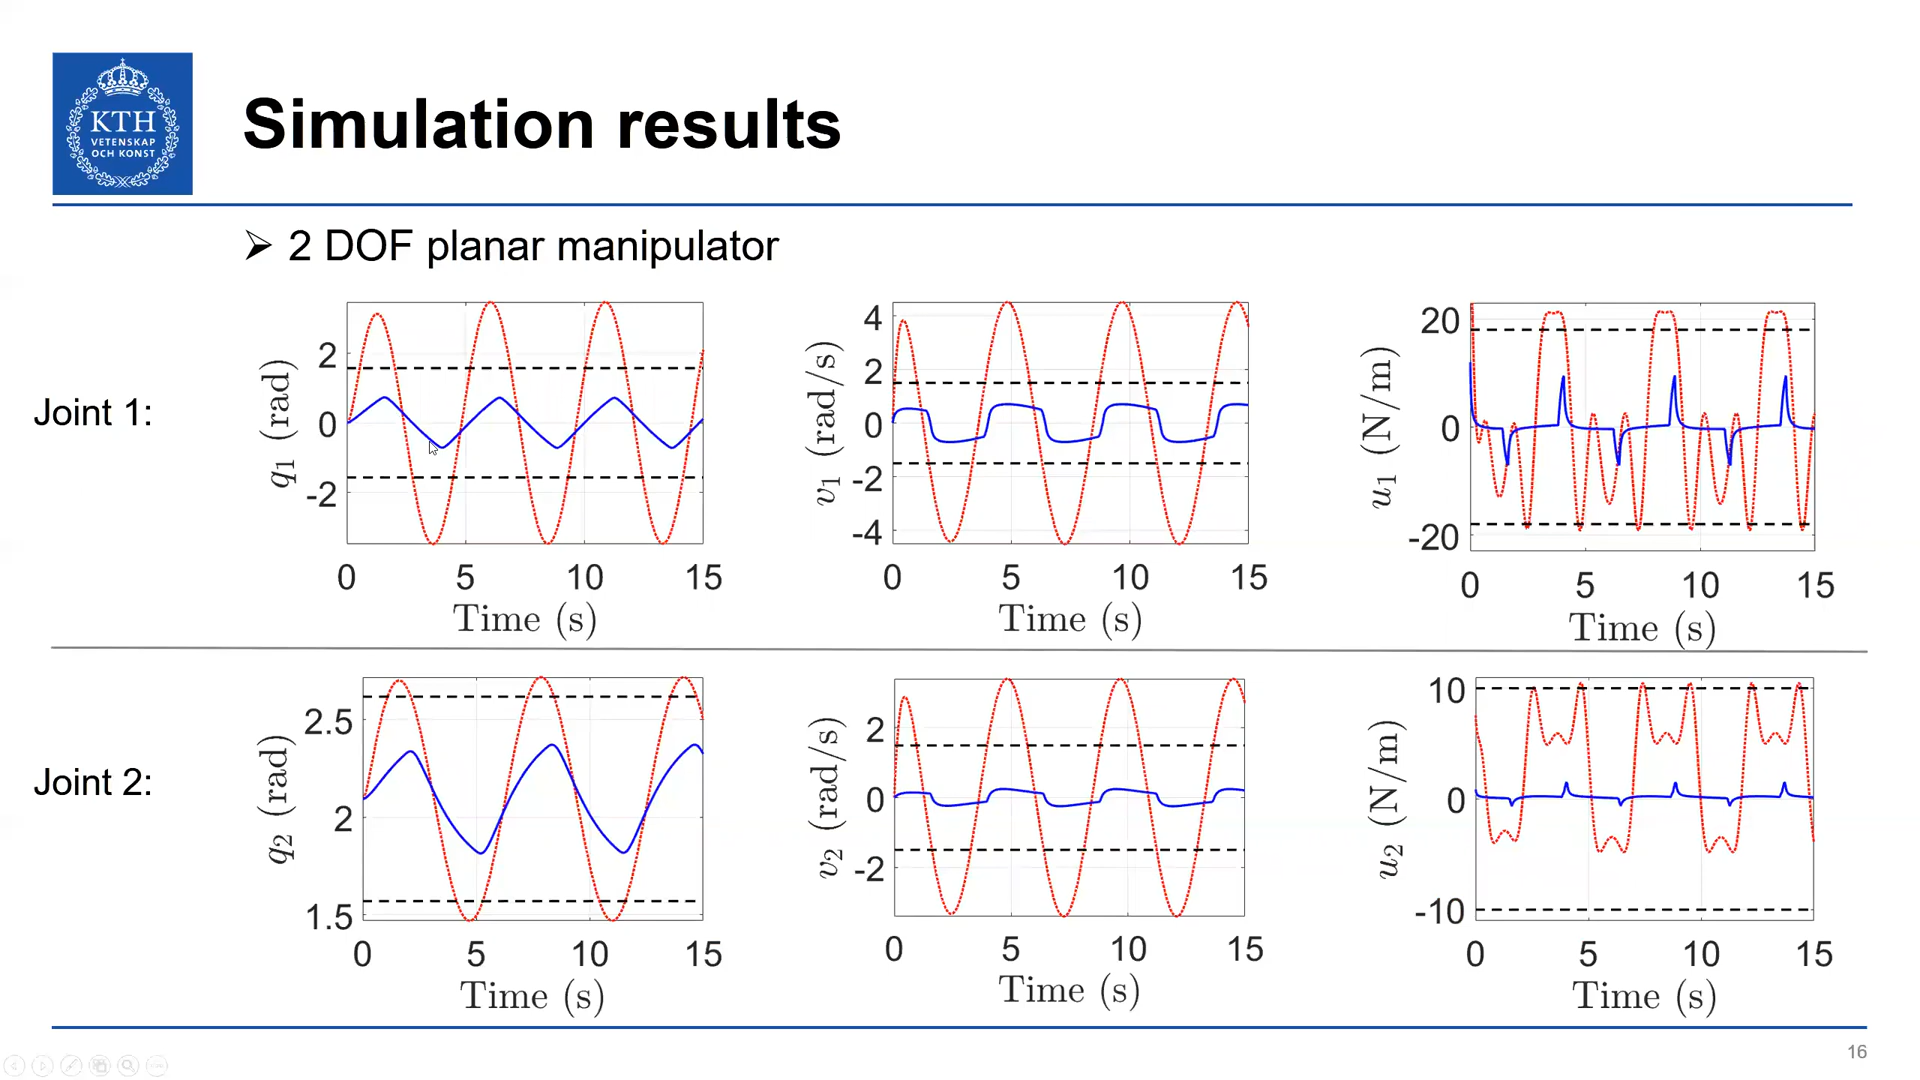 KTH
VETENSKAP
OCH KONST
Simulation results
➢ 2 DOF planar manipulator
Joint 1:
q1 (rad)
2
0
-2
0 5 10 15
Time (s)
v1 (rad/s)
4
2
0
-2
-4
0 5 10 15
Time (s)
u1 (N/m)
20
0
-20
0 5 10 15
Time (s)
Joint 2:
q2 (rad)
2.5
2
1.5
0 5 10 15
Time (s)
v2 (rad/s)
2
0
-2
0 5 10 15
Time (s)
u2 (N/m)
10
0
-10
0 5 10 15
Time (s)
16